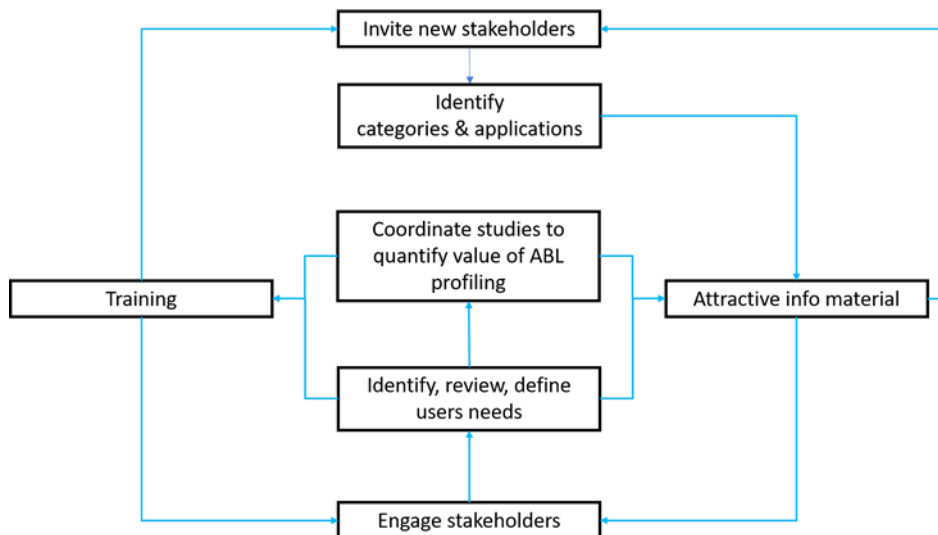 Invite new stakeholders
Identify
categories & applications
Coordinate studies to
quantify value of ABL
profiling
Training
Attractive info material
Identify, review, define
users needs
Engage stakeholders